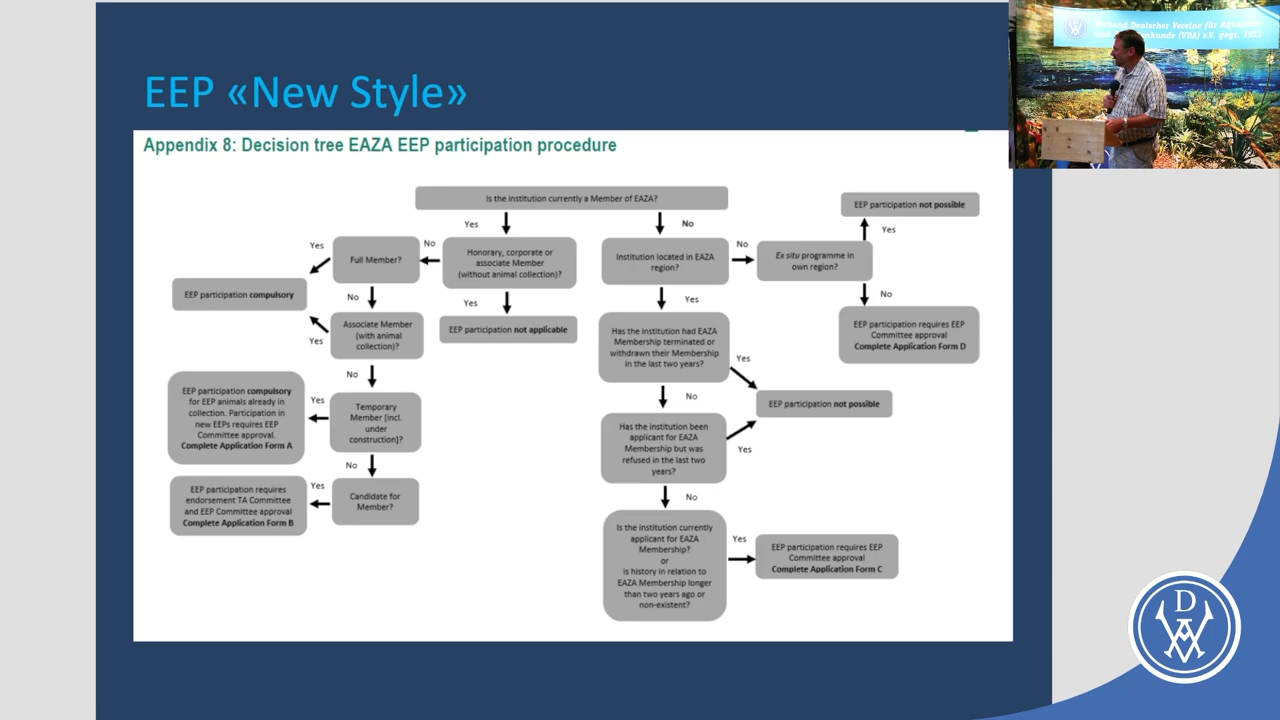 EEP «New Style»
Appendix 8: Decision tree EAZA EEP participation procedure
Is the institution currently a Member of EAZA?
Yes
No
Honorary, corporate or
associate Member
(without animal collection)?
No
Full Member?
Yes
EEP participation compulsory
Yes
EEP participation not applicable
No
Associate Member
(with animal
collection)?
Yes
No
Temporary
Member [incl.
under
construction]?
Yes
EEP participation compulsory
for EEP animals already in
collection. Participation in
new EEPs requires EEP
Committee approval.
Complete Application Form A
No
Candidate for
Member?
Yes
EEP participation requires
endorsement TA Committee
and EEP Committee approval
Complete Application Form B
Institution located in EAZA
region?
No
Ex situ programme in
own region?
Yes
EEP participation not possible
No
EEP participation requires EEP
Committee approval
Complete Application Form D
Yes
Has the institution had EAZA
Membership terminated or
withdrawn their Membership
in the last two years?
Yes
EEP participation not possible
No
Has the institution been
applicant for EAZA
Membership but was
refused in the last two
years?
Yes
No
Is the institution currently
applicant for EAZA
Membership?
or
is history in relation to
EAZA Membership longer
than two years ago or
non-existent?
Yes
EEP participation requires EEP
Committee approval
Complete Application Form C
Deutscher Vereine für
(VDA) e.V. gegr. 1911
VDA